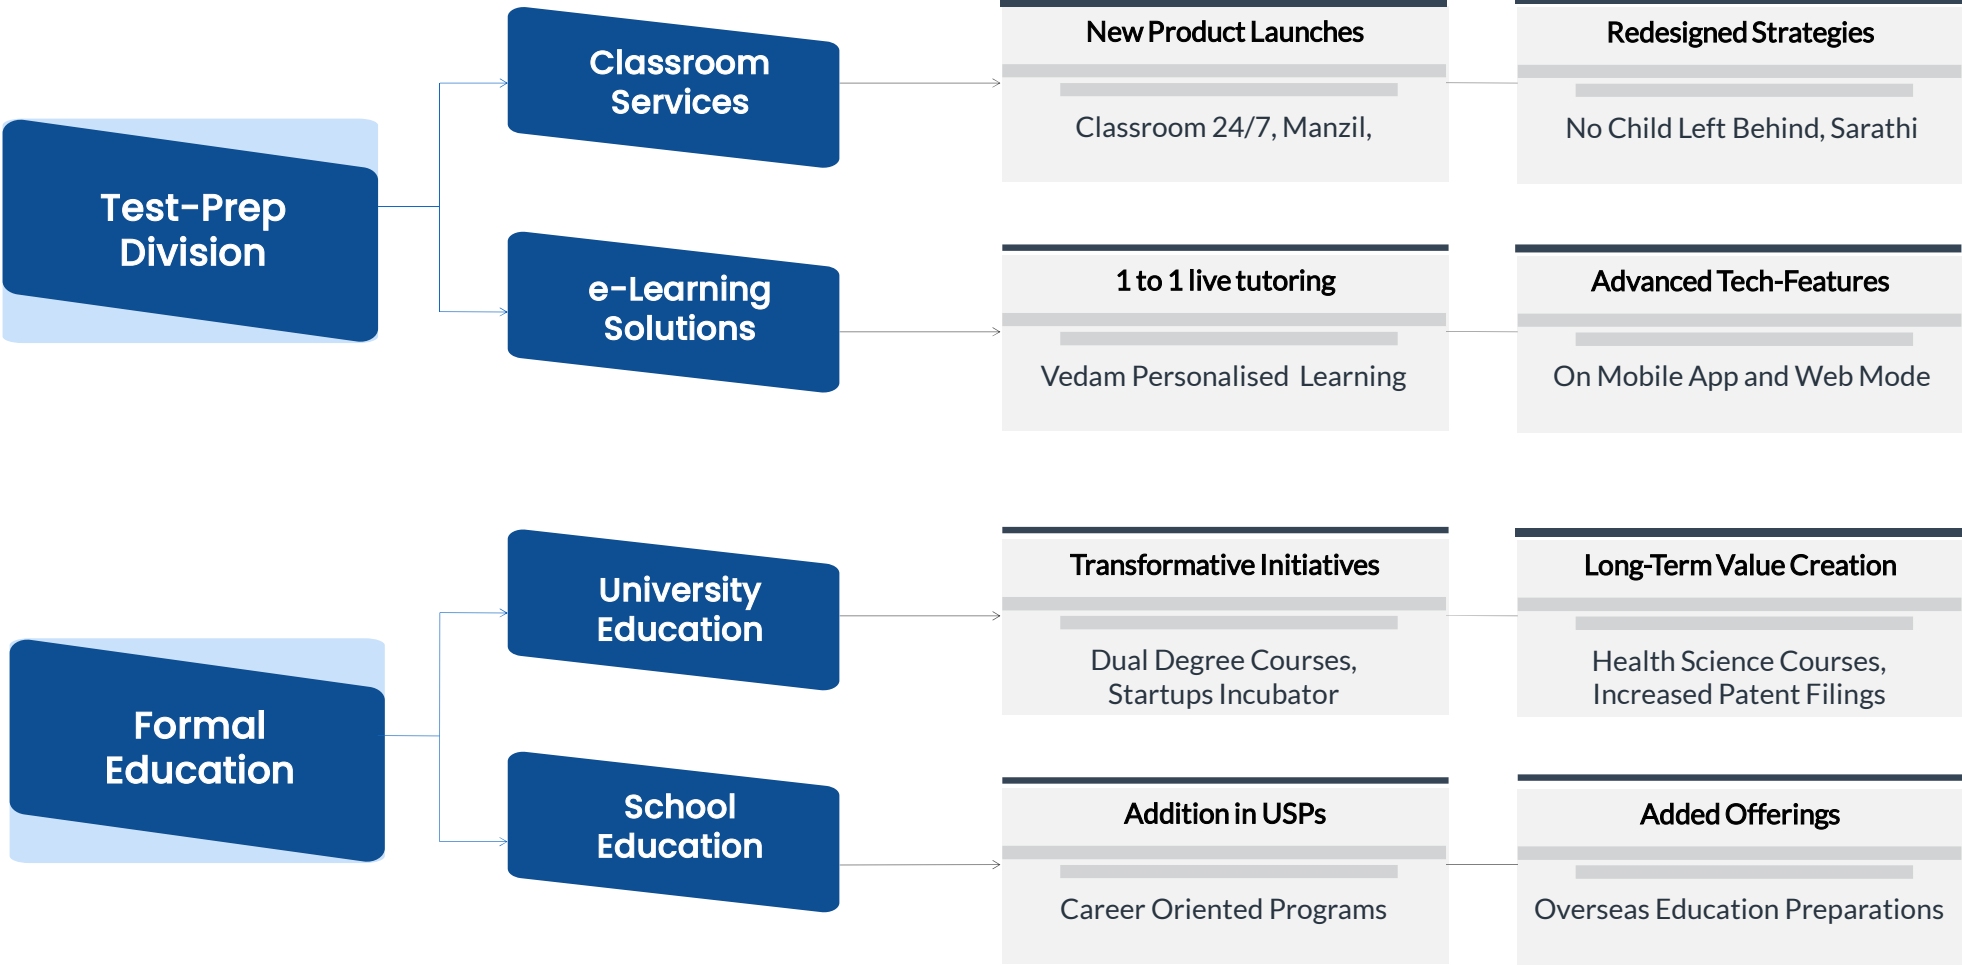 Test-Prep
Division
Classroom
Services
New Product Launches
Classroom 24/7, Manzil,
Redesigned Strategies
No Child Left Behind, Sarathi
e-Learning
Solutions
1 to 1 live tutoring
Vedam Personalised  Learning
Advanced Tech-Features
On Mobile App and Web Mode
Formal
Education
University
Education
Transformative Initiatives
Dual Degree Courses,
Startups Incubator
Long-Term Value Creation
Health Science Courses,
Increased Patent Filings
School
Education
Addition in USPs
Career Oriented Programs
Added Offerings
Overseas Education Preparations